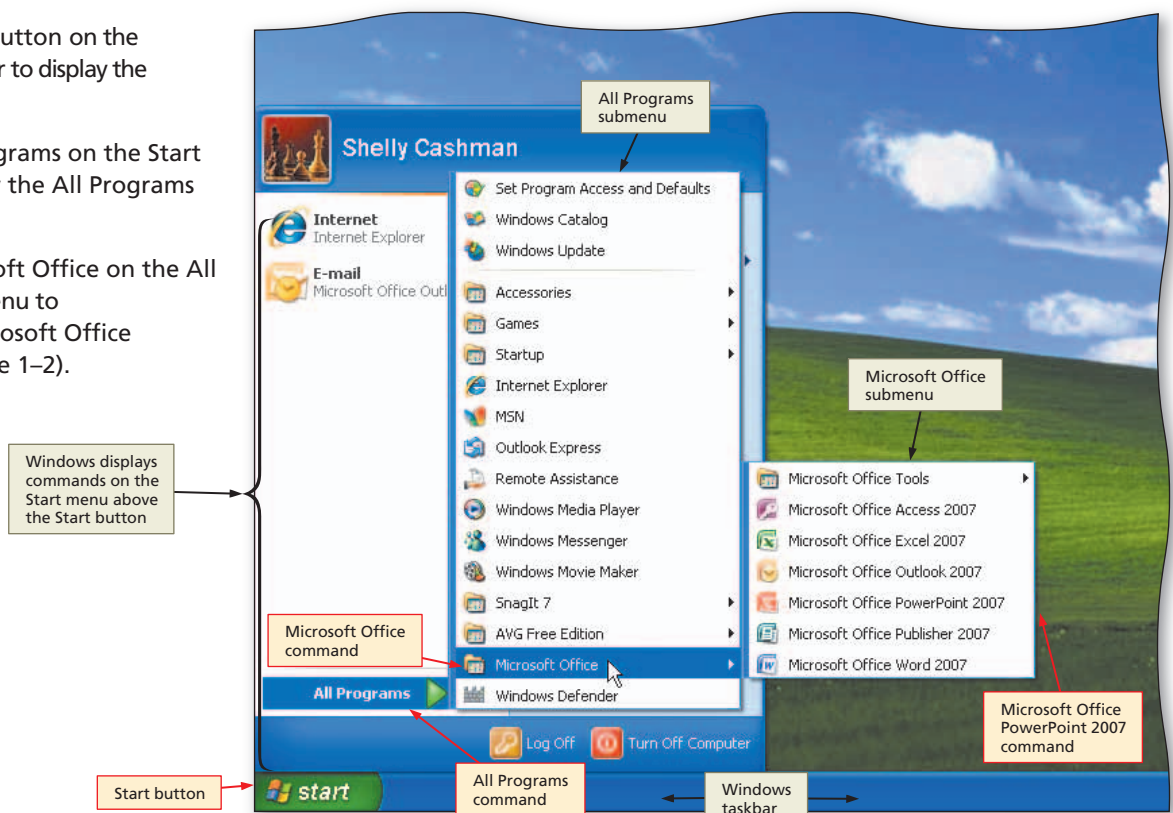 utton on the
r to display the
grams on the Start
the All Programs
oft Office on the All
enu to
rosoft Office
e 1–2).
Windows displays
commands on the
Start menu above
the Start button
All Programs
submenu
Shelly Cashman
Internet
Internet Explorer
E-mail
Microsoft Office Outl
Set Program Access and Defaults
Windows Catalog
Windows Update
Accessories
Games
Startup
Internet Explorer
MSN
Outlook Express
Remote Assistance
Windows Media Player
Windows Messenger
Windows Movie Maker
SnagIt 7
AVG Free Edition
Microsoft Office
Windows Defender
Microsoft Office
submenu
Microsoft Office Tools
Microsoft Office Access 2007
Microsoft Office Excel 2007
Microsoft Office Outlook 2007
Microsoft Office PowerPoint 2007
Microsoft Office Publisher 2007
Microsoft Office Word 2007
Microsoft Office
command
All Programs
Microsoft Office
PowerPoint 2007
command
Log Off
Turn Off Computer
Start button
start
All Programs
command
Windows
taskbar